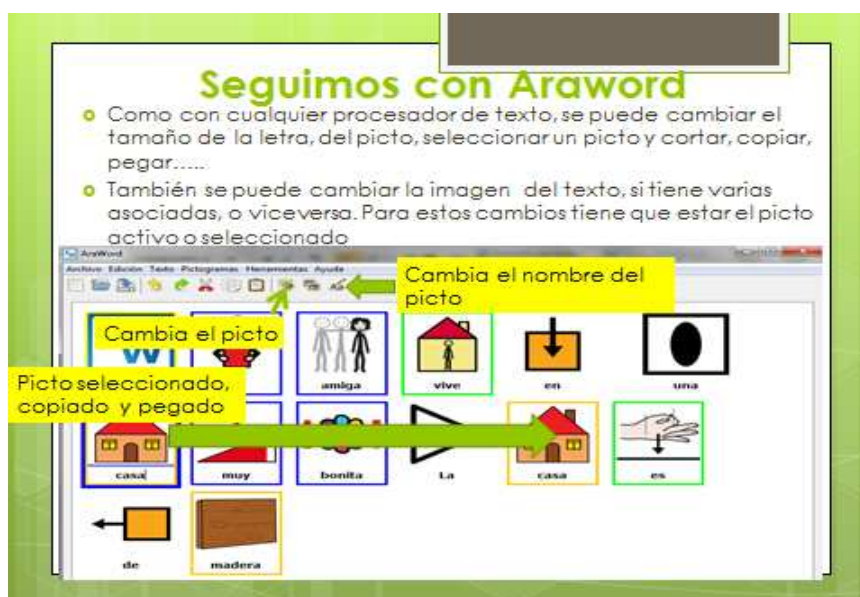 Seguimos con Araword
Como con cualquier procesador de texto, se puede cambiar el
tamaño de la letra, del picto, seleccionar un picto y cortar, copiar,
pegar.....
También se puede cambiar la imagen del texto, si tiene varias
asociadas, o viceversa. Para estos cambios tiene que estar el picto
activo o seleccionado
AraWord
Archivo Edición Texto Pictogramas Herramientas Ayuda
Cambia el nombre del
picto
Cambia el picto
amiga vive en una
Picto seleccionado,
copiado y pegado
casa muy bonita La casa es
de madera